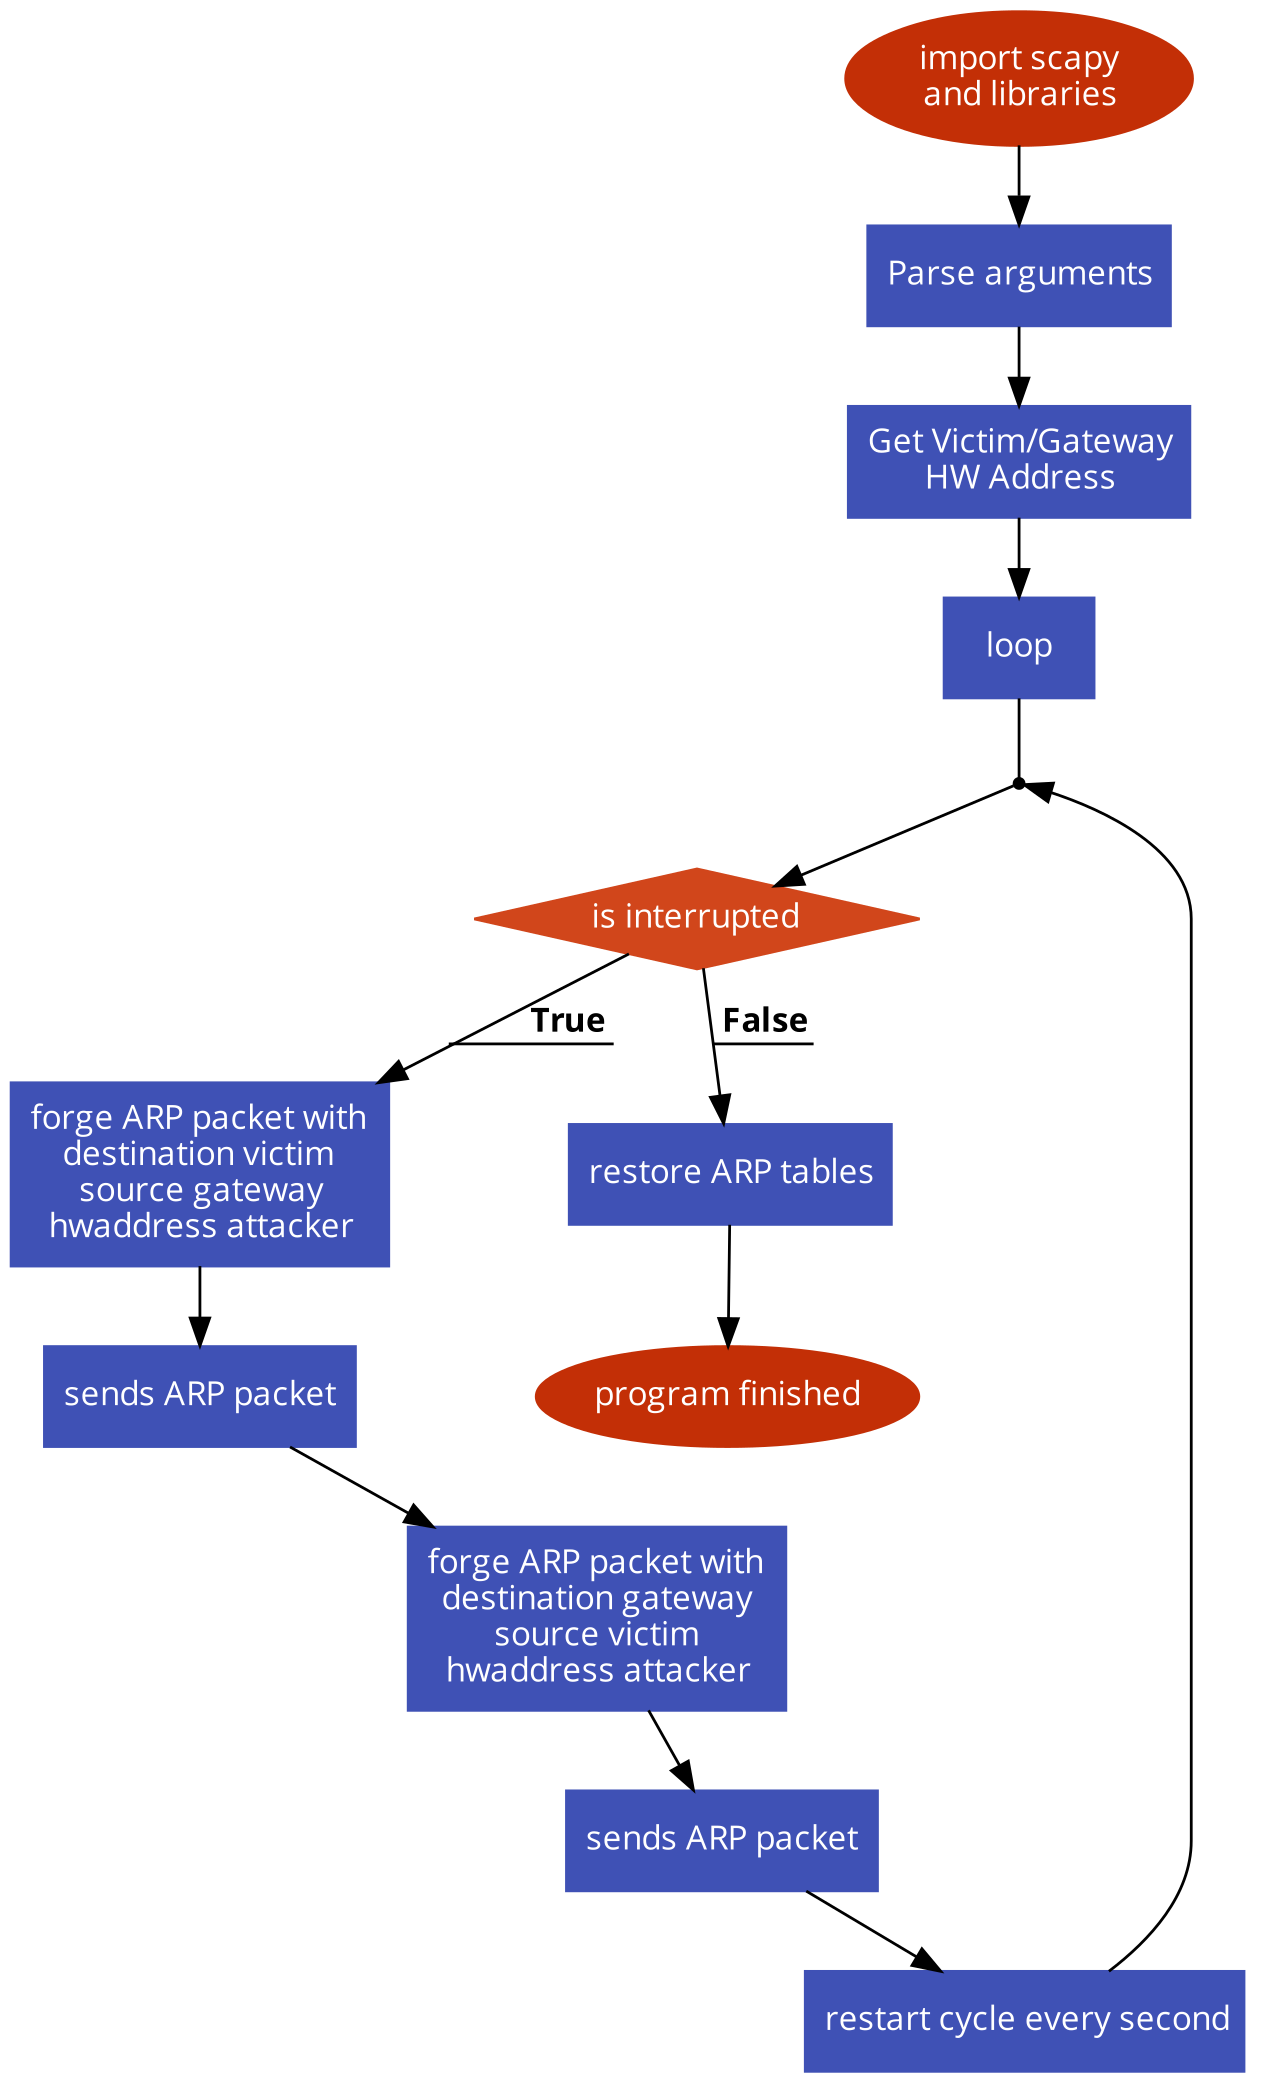 import scapy
and libraries
Parse arguments
Get Victim/Gateway
HW Address
loop
is interrupted
True
False
forge ARP packet with
destination victim
source gateway
hwaddress attacker
restore ARP tables
sends ARP packet
program finished
forge ARP packet with
destination gateway
source victim
hwaddress attacker
sends ARP packet
restart cycle every second